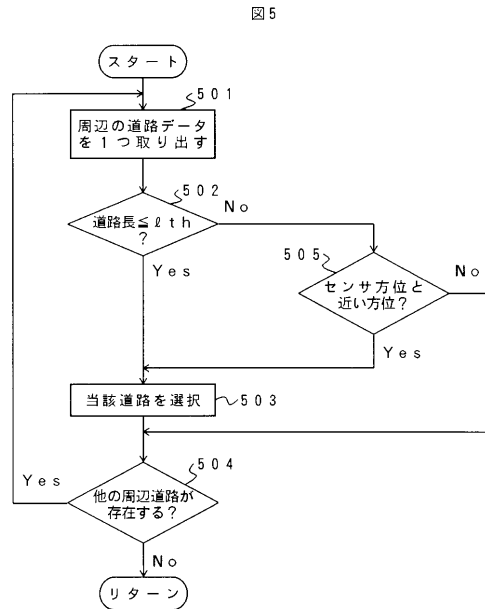 図5
スタート
501
周辺の道路データ
を1つ取り出す
502
道路長≦ℓth
?
No
Yes
505
センサ方位と
近い方位?
No
Yes
当該道路を選択
503
504
他の周辺道路が
存在する?
Yes
No
リターン